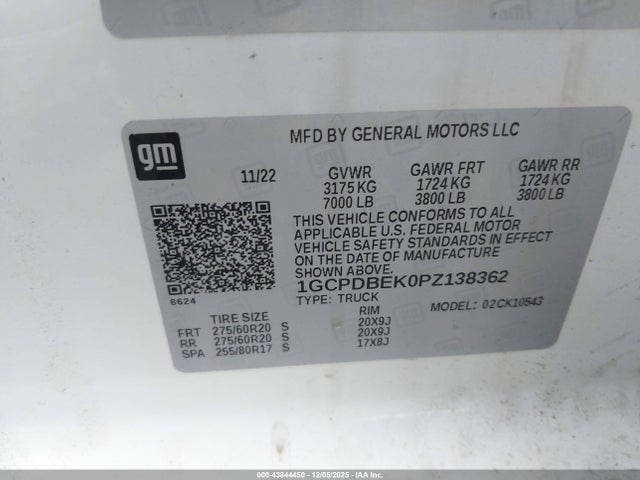 gm
MFD BY GENERAL MOTORS LLC
11/22 GVWR GAWR FRT GAWR RR
3175 KG 1724 KG 1724 KG
7000 LB 3800 LB 3800 LB
THIS VEHICLE CONFORMS TO ALL
APPLICABLE U.S. FEDERAL MOTOR
VEHICLE SAFETY STANDARDS IN EFFECT
ON THE DATE OF MANUFACTURE
SHOWN ABOVE.
1GCPDBEK0PZ138362
8624
TYPE: TRUCK MODEL: 02CK10543
TIRE SIZE RIM
FRT 275/60R20 S 20X9J
RR 275/60R20 S 20X9J
SPA 255/80R17 S 17X8J
000-43844450 - 12/05/2025 - IAA Corp.